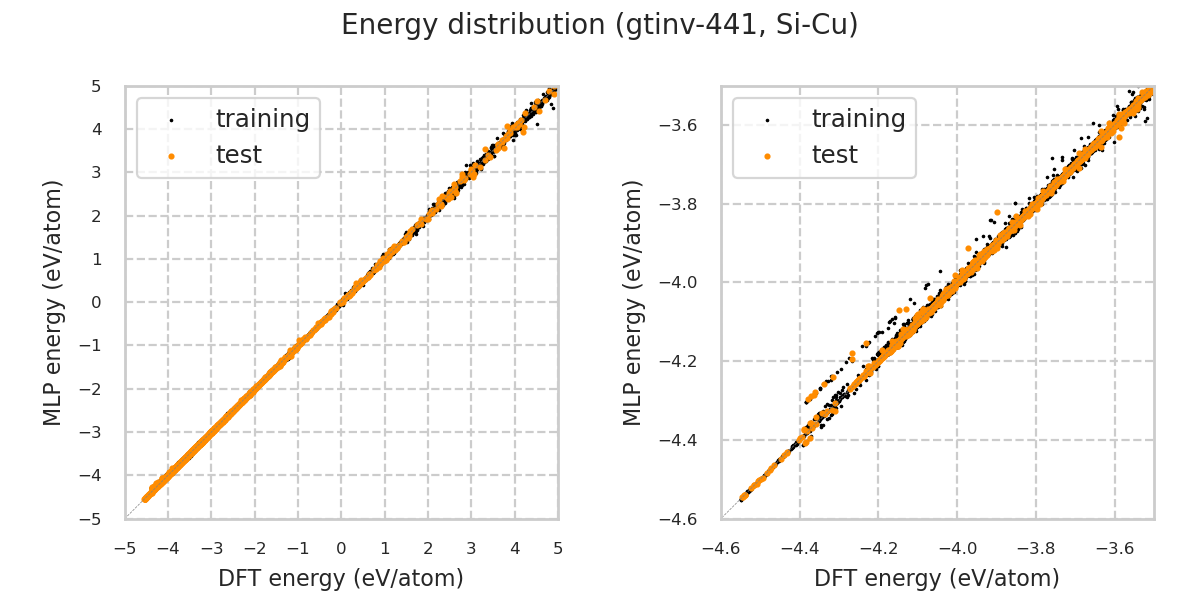 Energy distribution (gtinv-441, Si-Cu)
MLP energy (eV/atom)
5
4
3
2
1
0
−1
−2
−3
−4
−5
training
test
−5 −4 −3 −2 −1 0 1 2 3 4 5
DFT energy (eV/atom)
MLP energy (eV/atom)
−3.6
−3.8
−4.0
−4.2
−4.4
−4.6
training
test
−4.6 −4.4 −4.2 −4.0 −3.8 −3.6
DFT energy (eV/atom)